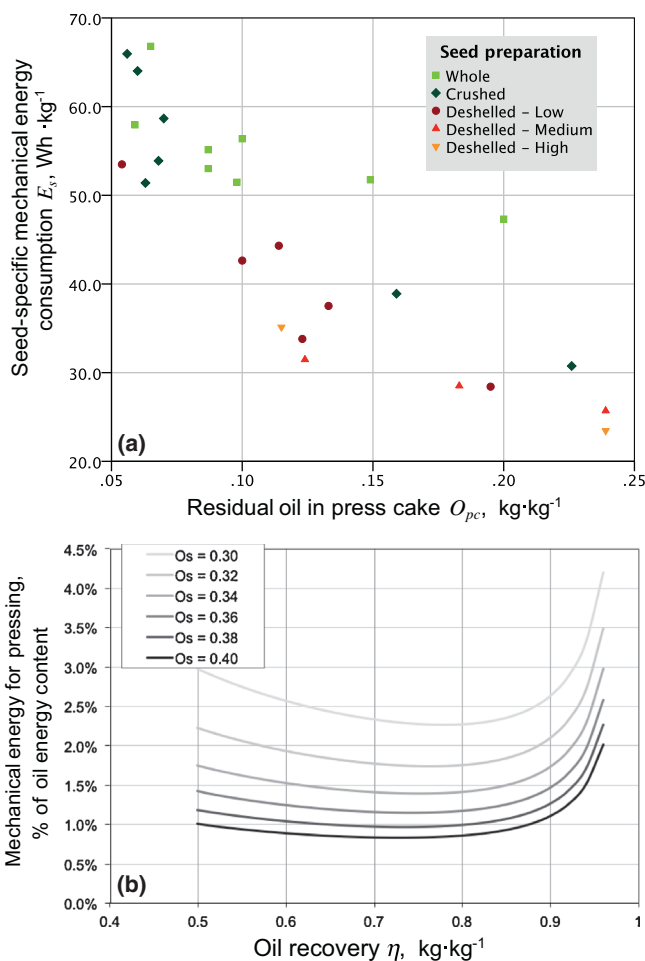 70.0
60.0
50.0
40.0
30.0
20.0
Seed-specific mechanical energy
consumption Es, Wh ·kg-1
Seed preparation
Whole
Crushed
Deshelled – Low
Deshelled – Medium
Deshelled – High
(a)
.05 .10 .15 .20 .25
Residual oil in press cake Opc, kg·kg-1
4.5%
4.0%
3.5%
3.0%
2.5%
2.0%
1.5%
1.0%
0.5%
0.0%
Mechanical energy for pressing,
% of oil energy content
Os = 0.30
Os = 0.32
Os = 0.34
Os = 0.36
Os = 0.38
Os = 0.40
(b)
0.4 0.5 0.6 0.7 0.8 0.9 1
Oil recovery η, kg·kg-1